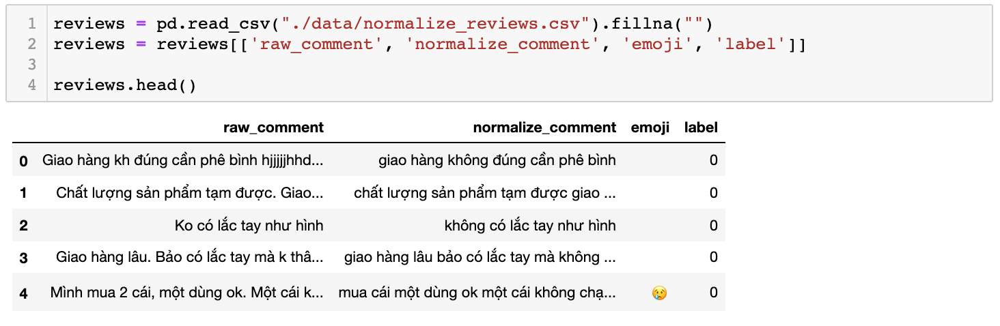 1 reviews = pd.read_csv("./data/normalize_reviews.csv").fillna("")
2 reviews = reviews[['raw_comment', 'normalize_comment', 'emoji', 'label']]
3
4 reviews.head()
raw_comment normalize_comment emoji label
0 Giao hàng kh đúng cần phê bình hjjjjjhhd... giao hàng không đúng cần phê bình 0
1 Chất lượng sản phẩm tạm được. Giao... chất lượng sản phẩm tạm được giao ... 0
2 Ko có lắc tay như hình không có lắc tay như hình 0
3 Giao hàng lâu. Bảo có lắc tay mà k thâ... giao hàng lâu bảo có lắc tay mà không ... 0
4 Mình mua 2 cái, một dùng ok. Một cái k... mua cái một dùng ok một cái không chạ... 😢 0